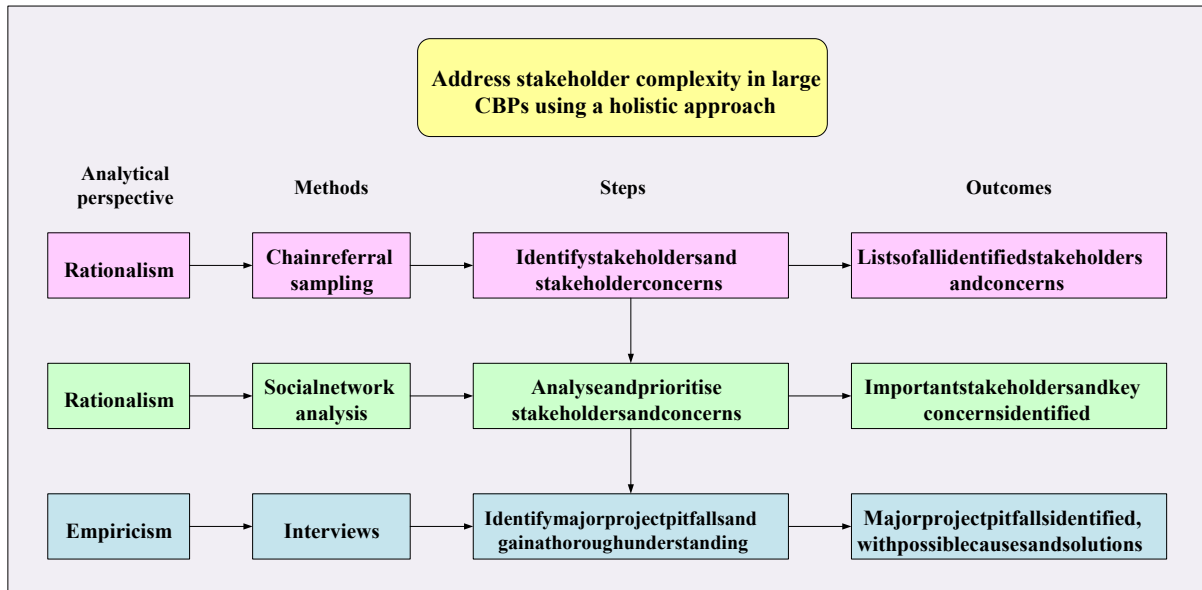 Address stakeholder complexity in large
CBPs using a holistic approach
Analytical
perspective
Methods
Steps
Outcomes
Rationalism
Chainreferral
sampling
Identifystakeholdersand
stakeholderconcerns
Listsofallidentifiedstakeholders
andconcerns
Rationalism
Socialnetwork
analysis
Analyseandprioritise
stakeholdersandconcerns
Importantstakeholdersandkey
concernsidentified
Empiricism
Interviews
Identifymajorprojectpitfallsand
gainathoroughunderstanding
Majorprojectpitfallsidentified,
withpossiblecausesandsolutions